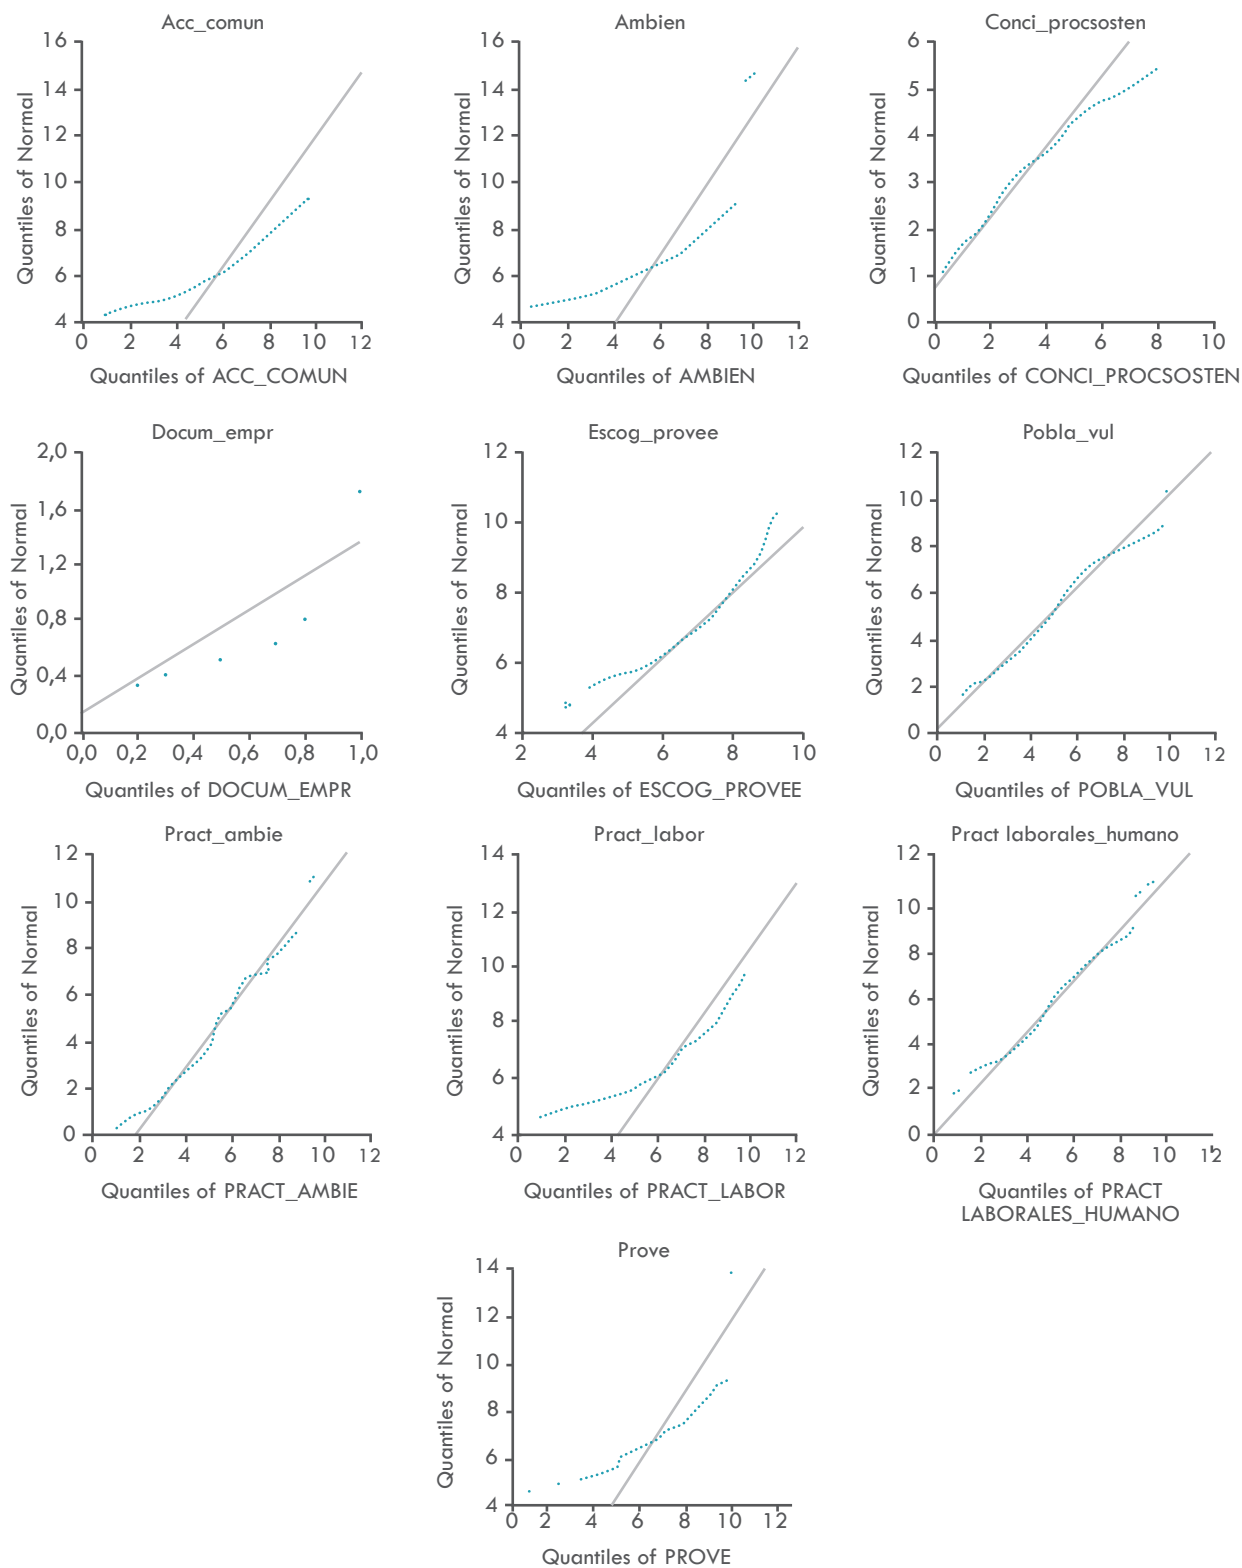 Acc_comun
16
14
12
10
8
6
4
0 2 4 6 8 10 12
Quantiles of Normal
Quantiles of ACC_COMUN
Ambien
16
14
12
10
8
6
4
0 2 4 6 8 10 12
Quantiles of Normal
Quantiles of AMBIEN
Conci_procsosten
6
5
4
3
2
1
0
0 2 4 6 8 10
Quantiles of Normal
Quantiles of CONCI_PROCSOSTEN
Docum_empr
2,0
1,6
1,2
0,8
0,4
0,0
0,0 0,2 0,4 0,6 0,8 1,0
Quantiles of Normal
Quantiles of DOCUM_EMPR
Escog_provee
12
10
8
6
4
2 4 6 8 10
Quantiles of Normal
Quantiles of ESCOG_PROVEE
Pobla_vul
12
10
8
6
4
2
0
0 2 4 6 8 10 12
Quantiles of Normal
Quantiles of POBLA_VUL
Pract_ambie
12
10
8
6
4
2
0
0 2 4 6 8 10 12
Quantiles of Normal
Quantiles of PRACT_AMBIE
Pract_labor
14
12
10
8
6
4
0 2 4 6 8 10 12
Quantiles of Normal
Quantiles of PRACT_LABOR
Pract laborales_humano
12
10
8
6
4
2
0
0 2 4 6 8 10 12
Quantiles of Normal
Quantiles of PRACT
LABORALES_HUMANO
Prove
14
12
10
8
6
4
0 2 4 6 8 10 12
Quantiles of Normal
Quantiles of PROVE